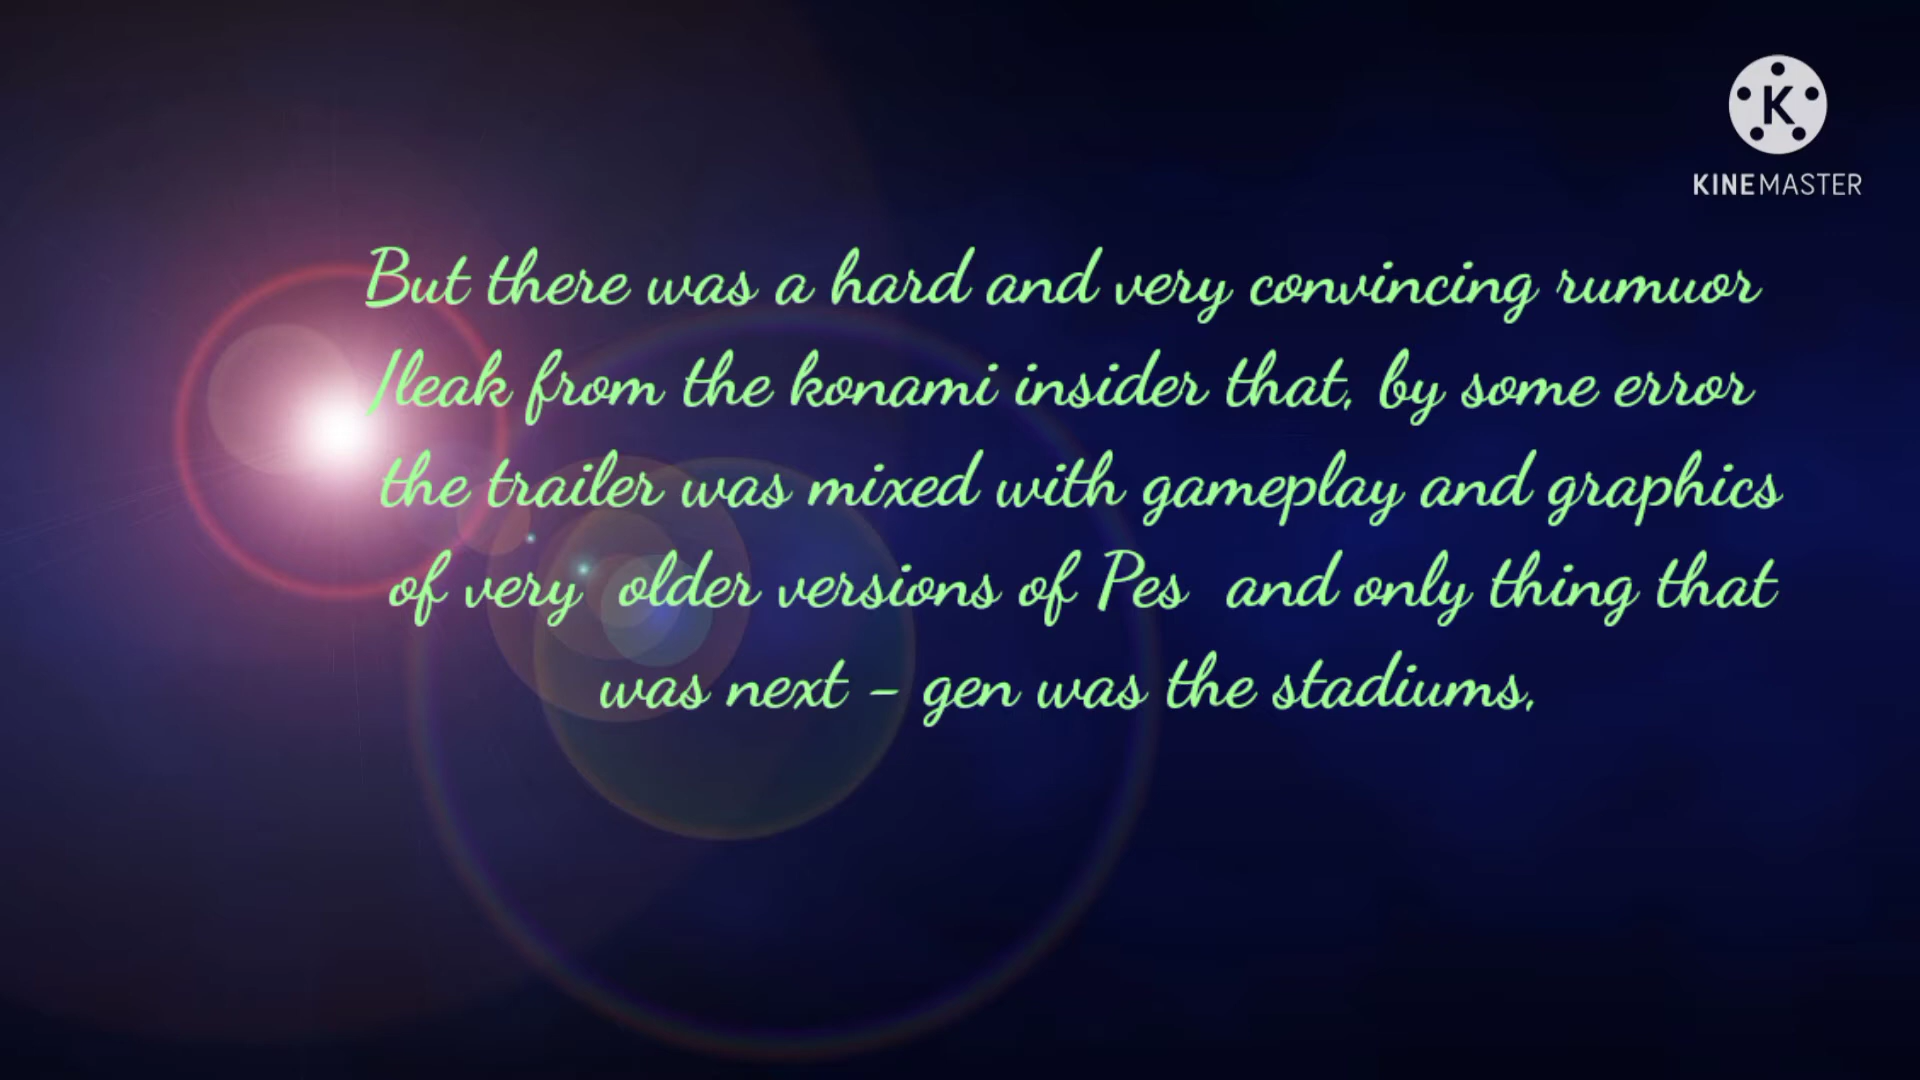 K
KINEMASTER
But there was a hard and very convincing rumuor
/leak from the konami insider that, by some error
the trailer was mixed with gameplay and graphics
of very older versions of Pes and only thing that
was next - gen was the stadiums,